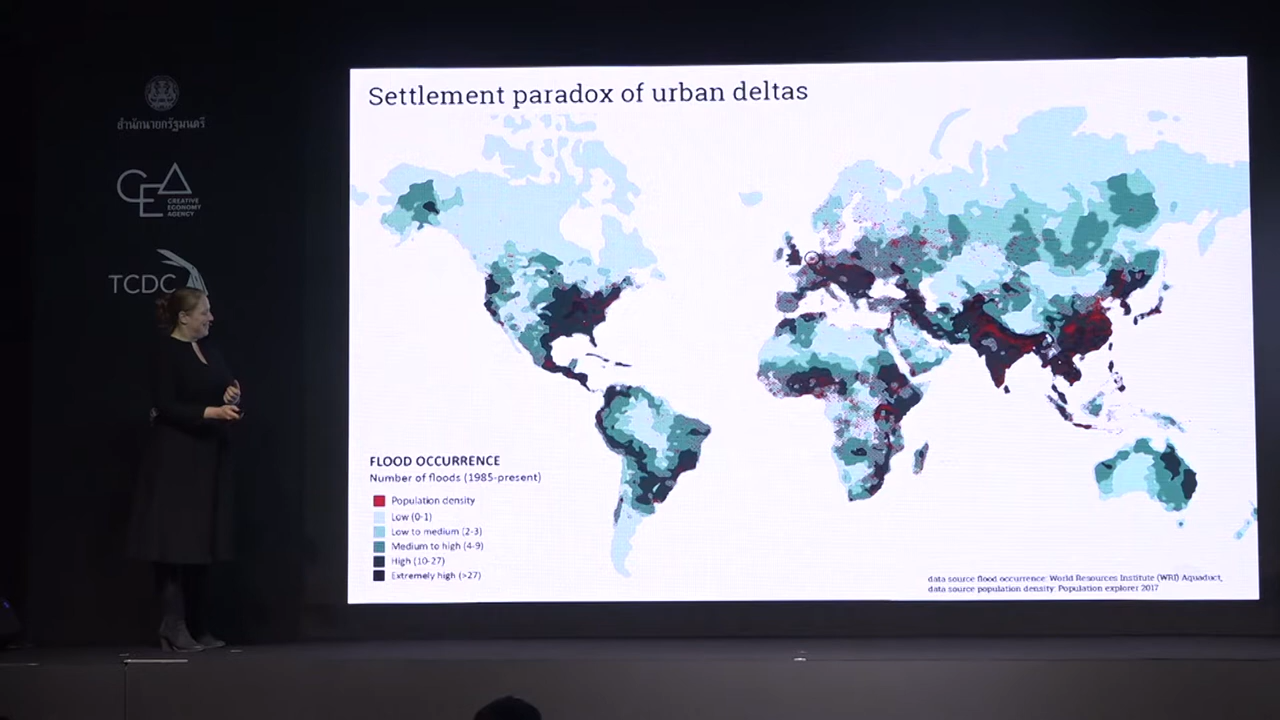 สำนักนายกรัฐมนตรี
CEA
CREATIVE
ECONOMY
AGENCY
TCDC
Settlement paradox of urban deltas
FLOOD OCCURRENCE
Number of floods (1985-present)
Population density
Low (0-1)
Low to medium (2-3)
Medium to high (4-9)
High (10-27)
Extremely high (>27)
data source flood occurrence: World Resources Institute (WRI) Aquaduct,
data source population density: Population explorer 2017